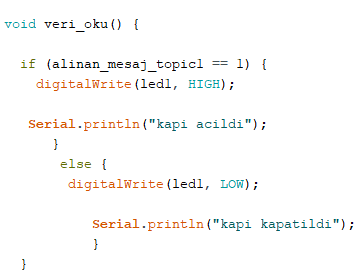 void veri_oku() {
if (alinan_mesaj_topic1 == 1) {
digitalWrite(led1, HIGH);
Serial.println("kapi acildi");
}
else {
digitalWrite(led1, LOW);
Serial.println("kapi kapatildi");
}
}